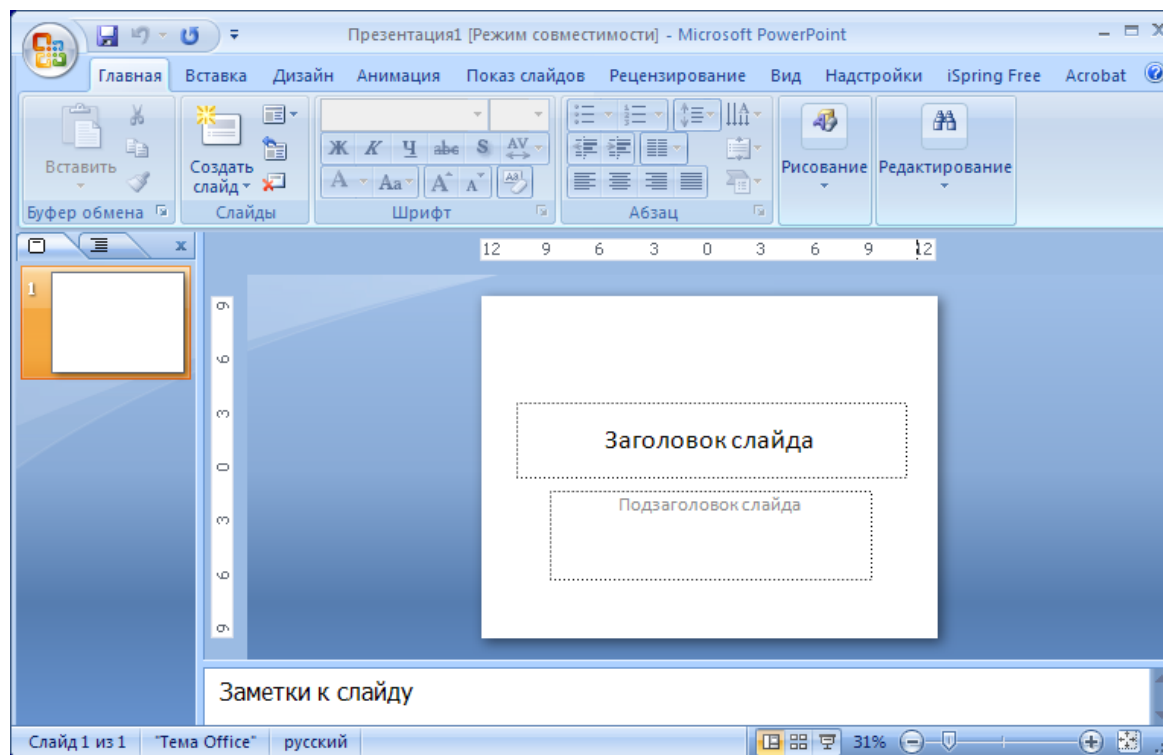 Презентация1 [Режим совместимости] - Microsoft PowerPoint
Главная Вставка Дизайн Анимация Показ слайдов Рецензирование Вид Надстройки iSpring Free Acrobat
Вставить
Создать слайд
Ж К Ч abc S AV
A Aa A A
Рисование
Редактирование
Буфер обмена Слайды Шрифт Абзац
12 9 6 3 0 3 6 9 12
1
9
6
3
0
3
6
9
Заголовок слайда
Подзаголовок слайда
Заметки к слайду
Слайд 1 из 1 "Тема Office" русский 31%